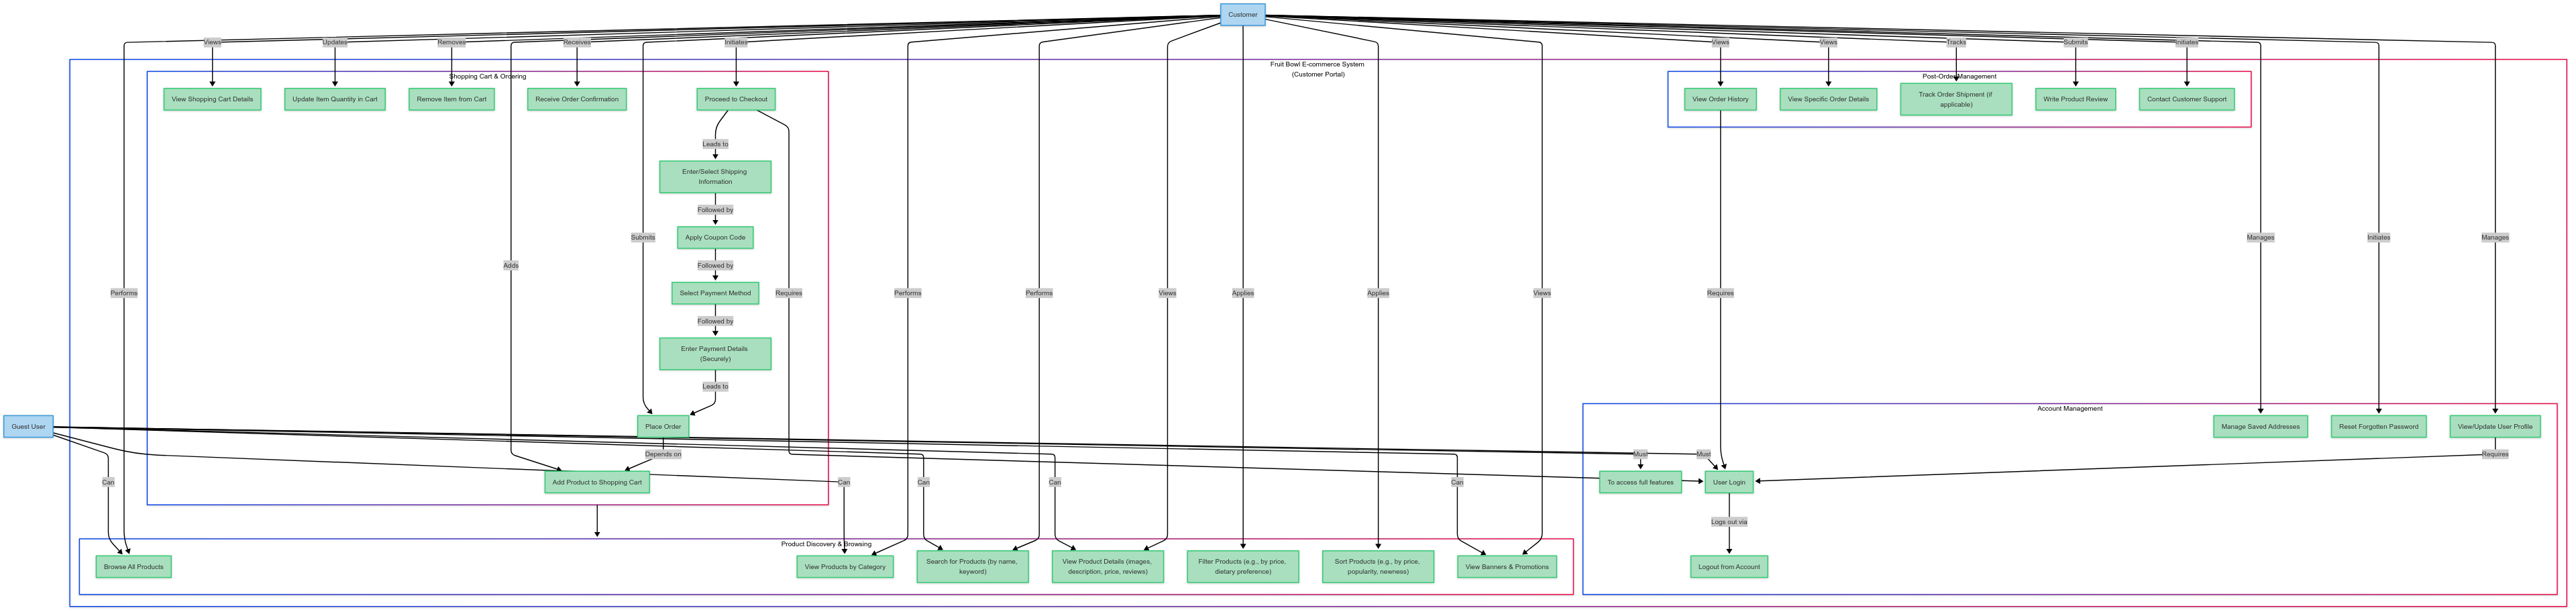 Customer
Views
Updates
Removes
Receives
Initiates
Views
Views
Tracks
Submits
Initiates
Fruit Bowl E-commerce System
(Customer Portal)
Shopping Cart & Ordering
Post-Order Management
View Shopping Cart Details
Update Item Quantity in Cart
Remove Item from Cart
Receive Order Confirmation
Proceed to Checkout
View Order History
View Specific Order Details
Track Order Shipment (if
applicable)
Write Product Review
Contact Customer Support
Leads to
Enter/Select Shipping
Information
Followed by
Submits
Apply Coupon Code
Manages
Initiates
Manages
Adds
Followed by
Performs
Select Payment Method
Requires
Performs
Performs
Views
Applies
Applies
Views
Requires
Followed by
Enter Payment Details
(Securely)
Leads to
Account Management
Guest User
Place Order
Manage Saved Addresses
Reset Forgotten Password
View/Update User Profile
Depends on
Must
Must
Requires
Can
Add Product to Shopping Cart
Can
Can
Can
Can
To access full features
User Login
Logs out via
Product Discovery & Browsing
Browse All Products
View Products by Category
Search for Products (by name,
keyword)
View Product Details (images,
description, price, reviews)
Filter Products (e.g., by price,
dietary preference)
Sort Products (e.g., by price,
popularity, newness)
View Banners & Promotions
Logout from Account